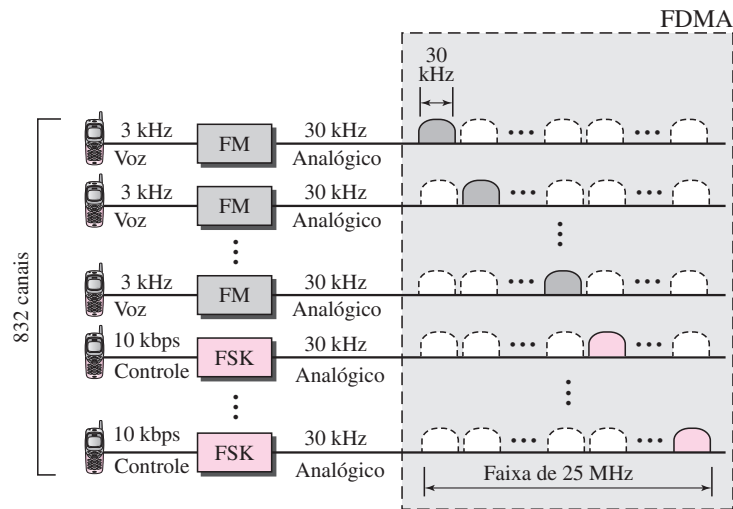 FDMA
30
kHz
832 canais
3 kHz
Voz
FM
30 kHz
Analógico
3 kHz
Voz
FM
30 kHz
Analógico
3 kHz
Voz
FM
30 kHz
Analógico
10 kbps
Controle
FSK
30 kHz
Analógico
10 kbps
Controle
FSK
30 kHz
Analógico
Faixa de 25 MHz